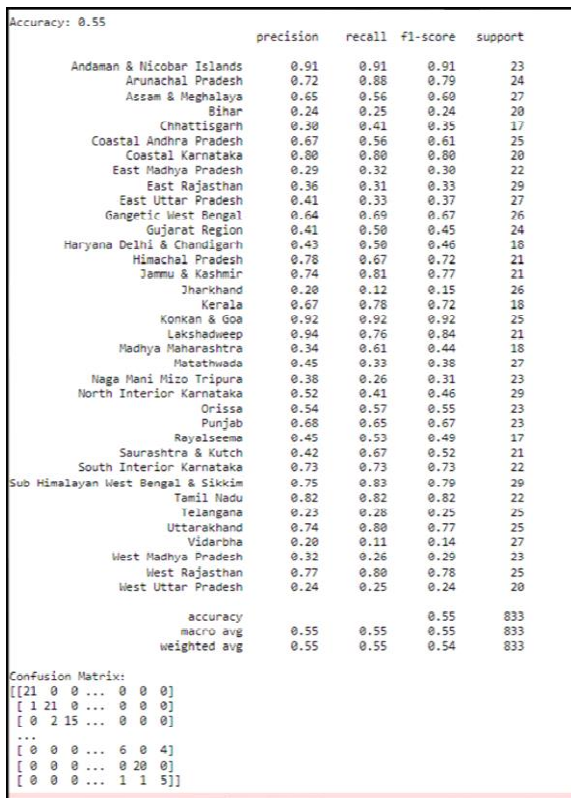 Accuracy: 0.55
precision recall f1-score support
Andaman & Nicobar Islands 0.91 0.91 0.91 23
Arunachal Pradesh 0.72 0.88 0.79 24
Assam & Meghalaya 0.65 0.56 0.60 27
Bihar 0.24 0.25 0.24 20
Chhattisgarh 0.30 0.41 0.35 17
Coastal Andhra Pradesh 0.67 0.56 0.61 25
Coastal Karnataka 0.80 0.80 0.80 20
East Madhya Pradesh 0.29 0.32 0.30 22
East Rajasthan 0.36 0.31 0.33 29
East Uttar Pradesh 0.41 0.33 0.37 27
Gangetic West Bengal 0.64 0.69 0.67 26
Gujarat Region 0.41 0.50 0.45 24
Haryana Delhi & Chandigarh 0.43 0.50 0.46 18
Himachal Pradesh 0.78 0.67 0.72 21
Jammu & Kashmir 0.74 0.81 0.77 21
Jharkhand 0.20 0.12 0.15 26
Kerala 0.67 0.78 0.72 18
Konkan & Goa 0.92 0.92 0.92 25
Lakshadweep 0.94 0.76 0.84 21
Madhya Maharashtra 0.34 0.61 0.44 18
Matathwada 0.45 0.33 0.38 27
Naga Mani Mizo Tripura 0.38 0.26 0.31 23
North Interior Karnataka 0.52 0.41 0.46 29
Orissa 0.54 0.57 0.55 23
Punjab 0.68 0.65 0.67 23
Rayalseema 0.45 0.53 0.49 17
Saurashtra & Kutch 0.42 0.67 0.52 21
South Interior Karnataka 0.73 0.73 0.73 22
Sub Himalayan West Bengal & Sikkim 0.75 0.83 0.79 29
Tamil Nadu 0.82 0.82 0.82 22
Telangana 0.23 0.28 0.25 25
Uttarakhand 0.74 0.80 0.77 25
Vidarbha 0.20 0.11 0.14 27
West Madhya Pradesh 0.32 0.26 0.29 23
West Rajasthan 0.77 0.80 0.78 25
West Uttar Pradesh 0.24 0.25 0.24 20
accuracy 0.55 833
macro avg 0.55 0.55 0.55 833
weighted avg 0.55 0.55 0.54 833
Confusion Matrix:
[[21 0 0 ... 0 0 0]
[ 1 21 0 ... 0 0 0]
[ 0 2 15 ... 0 0 0]
...
[ 0 0 0 ... 6 0 4]
[ 0 0 0 ... 0 20 0]
[ 0 0 0 ... 1 1 5]]